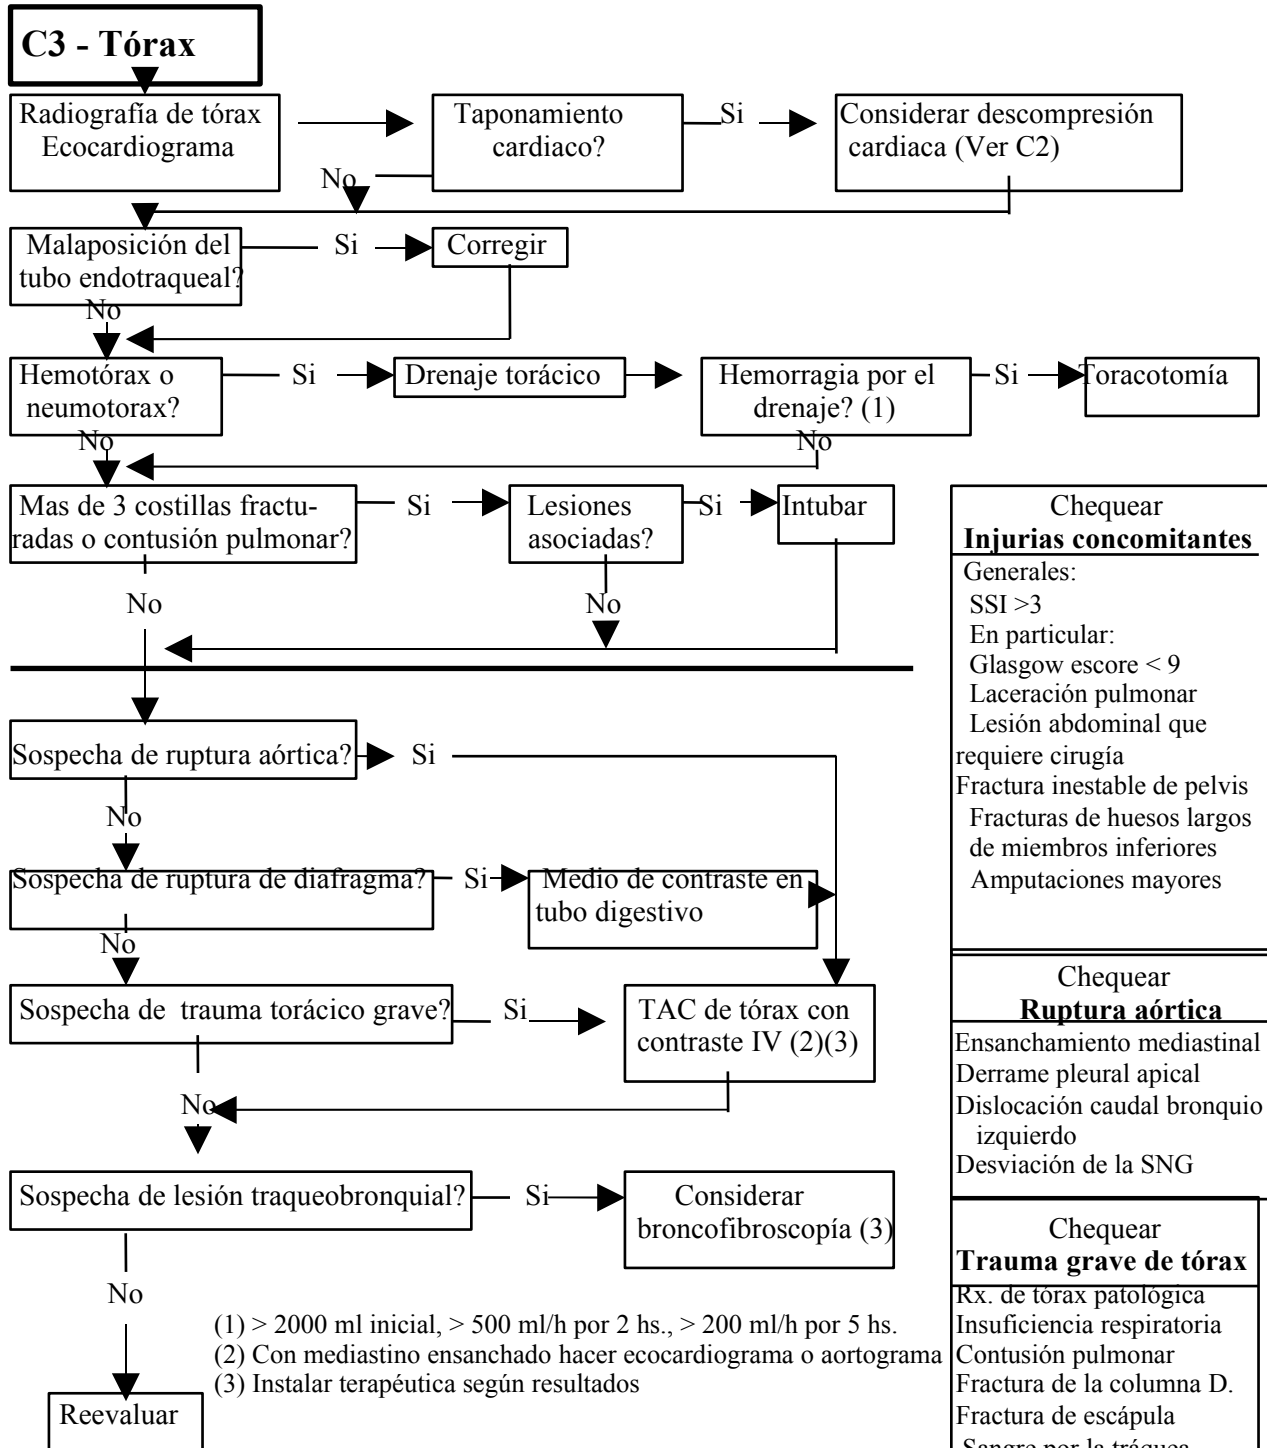 C3 - Tórax
Radiografía de tórax
Ecocardiograma
Taponamiento
cardiaco?
Si
Considerar descompresión
cardiaca (Ver C2)
No
Malaposición del
tubo endotraqueal?
Si
Corregir
No
Hemotórax o
neumotorax?
Si
Drenaje torácico
Hemorragia por el
drenaje? (1)
Si
Toracotomía
No
No
Mas de 3 costillas fractu-
radas o contusión pulmonar?
Si
Lesiones
asociadas?
Si
Intubar
No
No
Sospecha de ruptura aórtica?
Si
No
Sospecha de ruptura de diafragma?
Si
Medio de contraste en
tubo digestivo
No
Sospecha de trauma torácico grave?
Si
TAC de tórax con
contraste IV (2)(3)
No
Sospecha de lesión traqueobronquial?
Si
Considerar
broncofibroscopía (3)
No
Reevaluar
(1) > 2000 ml inicial, > 500 ml/h por 2 hs., > 200 ml/h por 5 hs.
(2) Con mediastino ensanchado hacer ecocardiograma o aortograma
(3) Instalar terapéutica según resultados
Chequear
Injurias concomitantes
Generales:
SSI >3
En particular:
Glasgow escore < 9
Laceración pulmonar
Lesión abdominal que
requiere cirugía
Fractura inestable de pelvis
Fracturas de huesos largos
de miembros inferiores
Amputaciones mayores
Chequear
Ruptura aórtica
Ensanchamiento mediastinal
Derrame pleural apical
Dislocación caudal bronquio
izquierdo
Desviación de la SNG
Chequear
Trauma grave de tórax
Rx. de tórax patológica
Insuficiencia respiratoria
Contusión pulmonar
Fractura de la columna D.
Fractura de escápula
Sangre por la tráquea